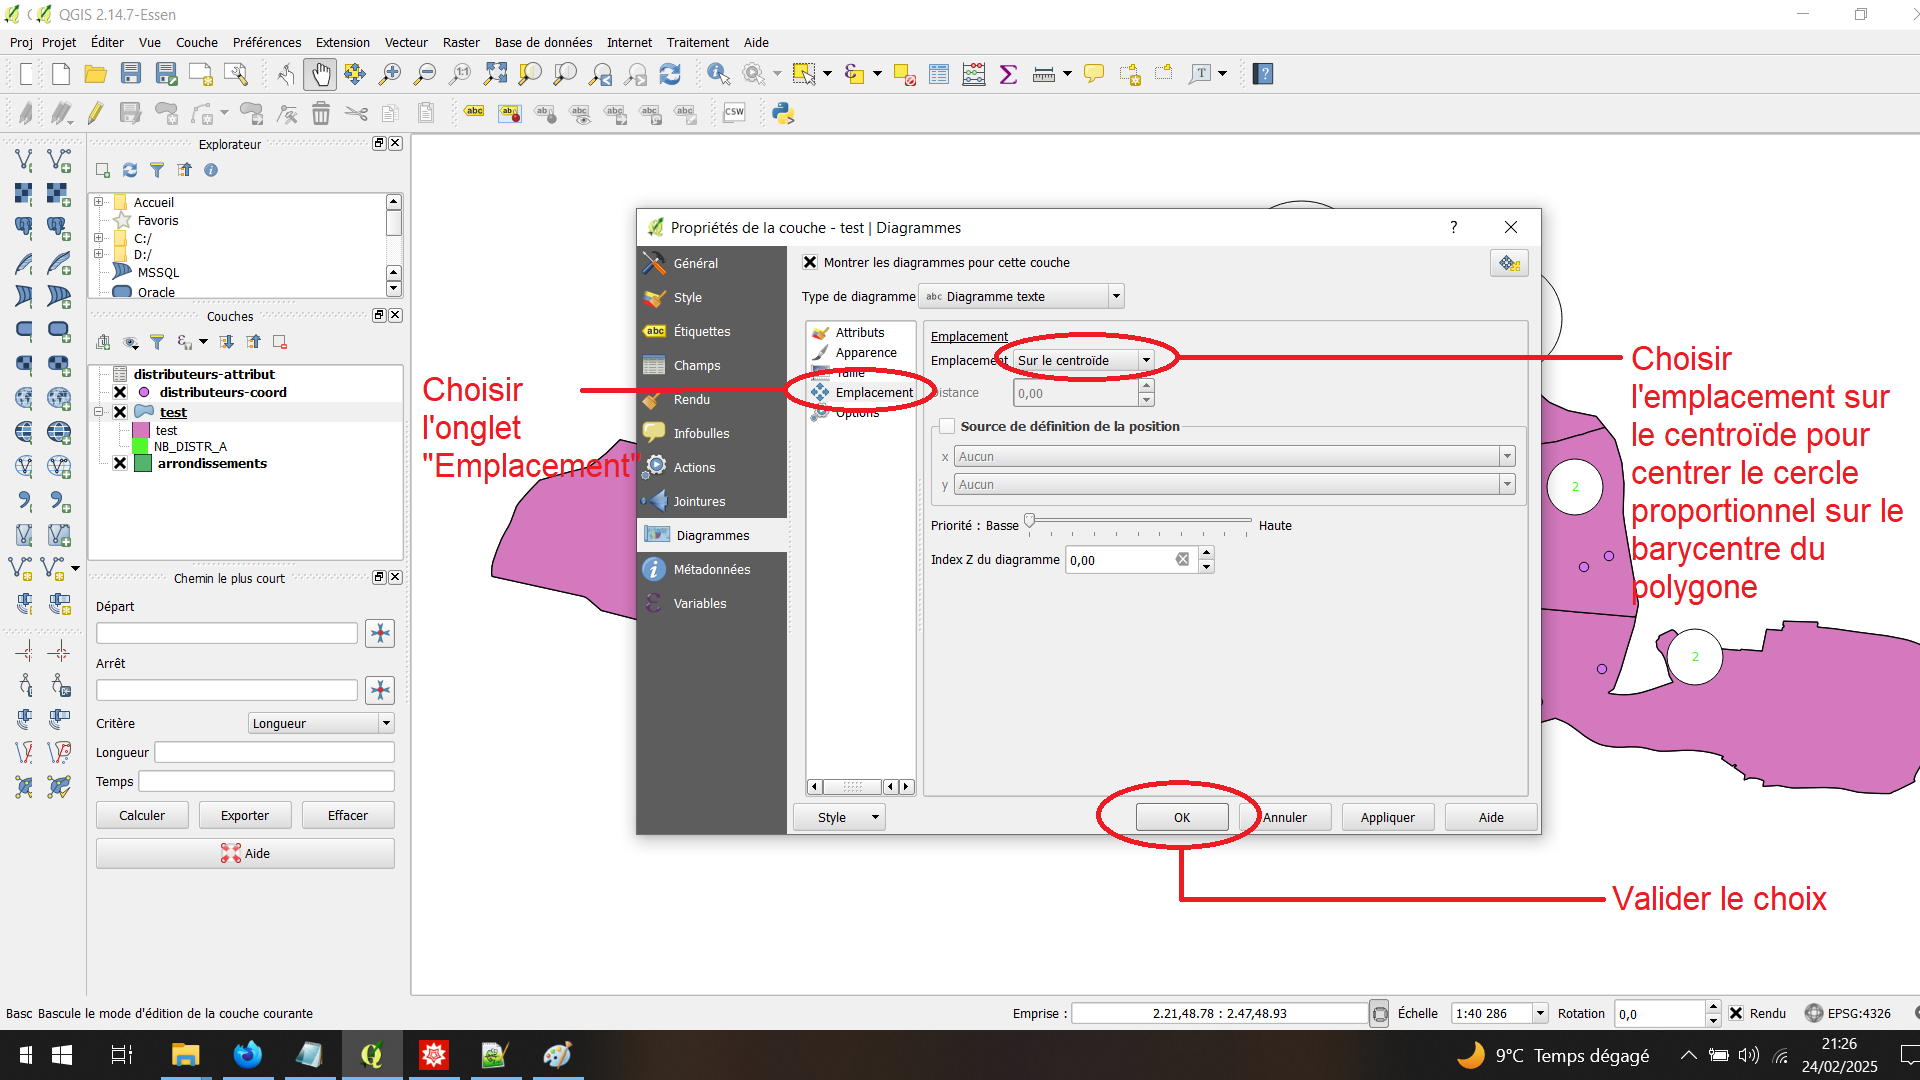 QGIS 2.14.7-Essen
Proj Projet Éditer Vue Couche Préférences Extension Vecteur Raster Base de données Internet Traitement Aide
Explorateur
Accueil
Favoris
C:/
D:/
MSSQL
Oracle
Couches
distributeurs-attribut
distributeurs-coord
test
test
NB_DISTR_A
arrondissements
Chemin le plus court
Départ
Arrêt
Critère Longueur
Longueur
Temps
Calculer Exporter Effacer
Aide
Choisir
l'onglet
"Emplacement"
Propriétés de la couche - test | Diagrammes
?
Général
Style
abc Étiquettes
Champs
Rendu
Infobulles
Actions
Jointures
Diagrammes
Métadonnées
Variables
Montrer les diagrammes pour cette couche
Type de diagramme abc Diagramme texte
Attributs
Apparence
Taille
Emplacement
Options
Emplacement
Emplacement Sur le centroïde
Distance 0,00
Source de définition de la position
x Aucun
y Aucun
Priorité : Basse Haute
Index Z du diagramme 0,00
Style OK Annuler Appliquer Aide
Choisir
l'emplacement sur
le centroïde pour
centrer le cercle
proportionnel sur le
barycentre du
polygone
2
2
Valider le choix
Basc Bascule le mode d'édition de la couche courante
Emprise : 2.21,48.78 : 2.47,48.93 Échelle 1:40 286 Rotation 0,0 Rendu EPSG:4326
9°C Temps dégagé
21:26
24/02/2025